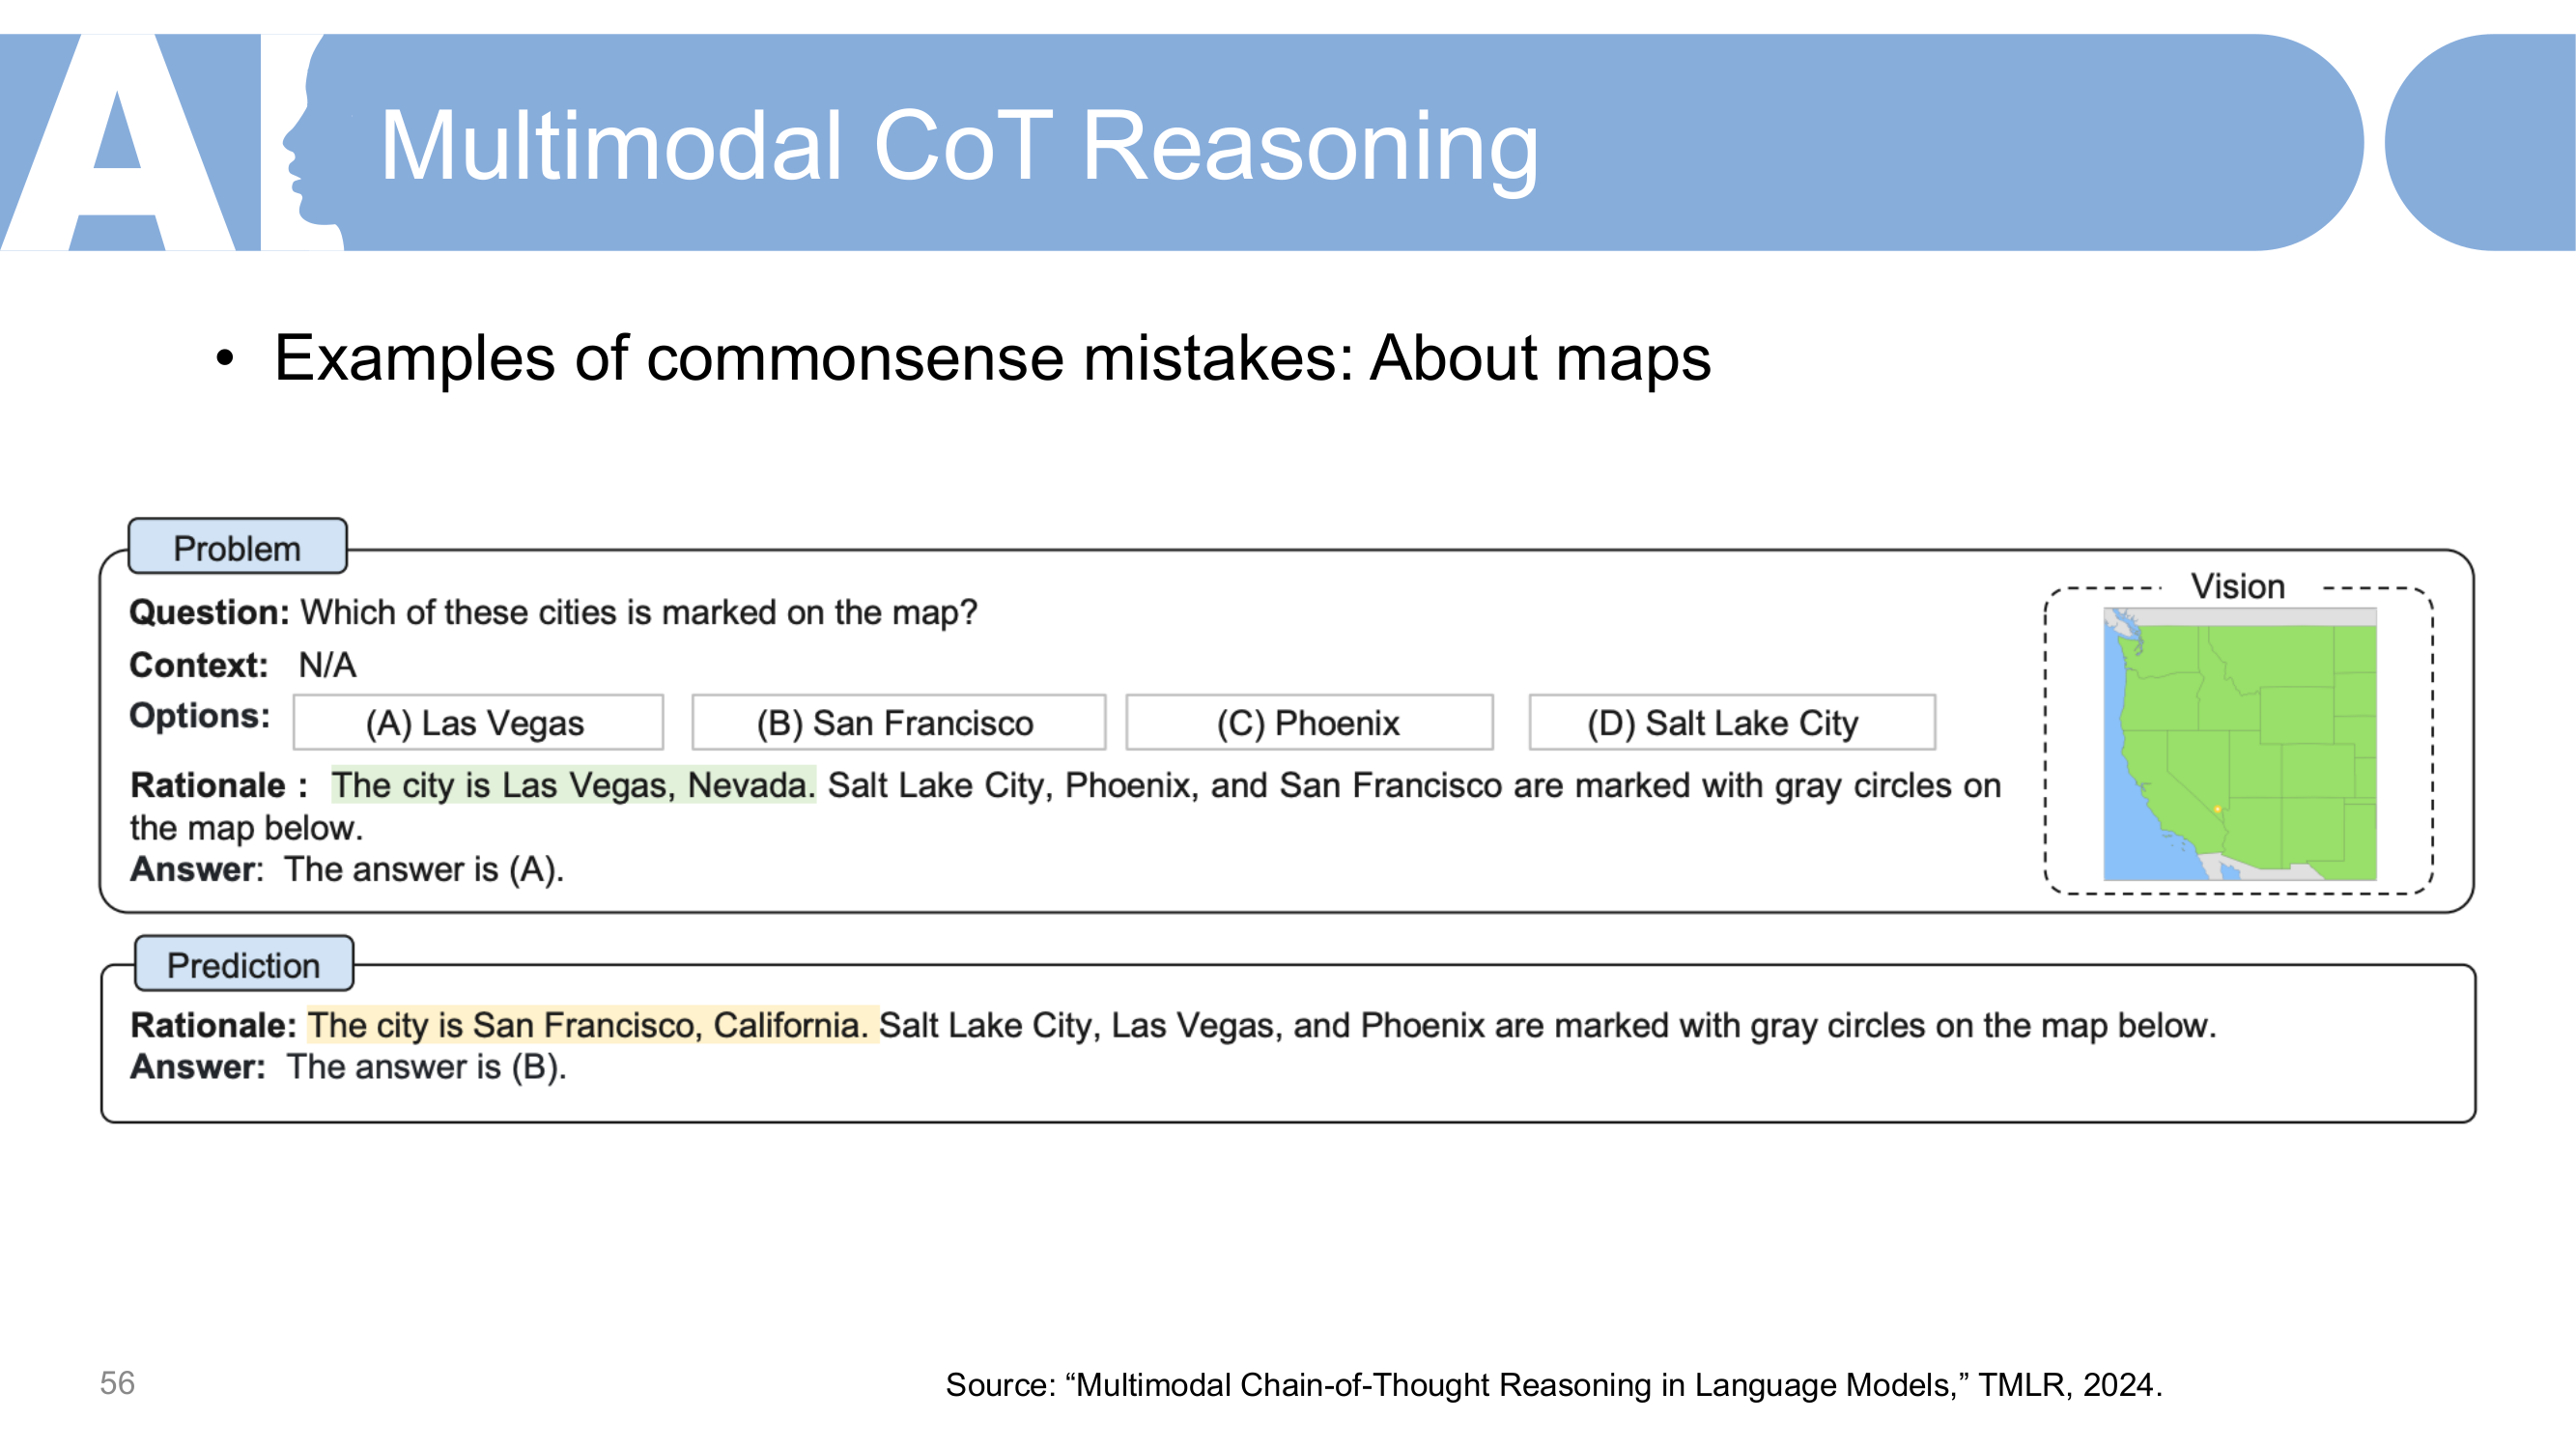 AI
Multimodal CoT Reasoning
• Examples of commonsense mistakes: About maps
Problem
Question: Which of these cities is marked on the map?
Context: N/A
Options: (A) Las Vegas (B) San Francisco (C) Phoenix (D) Salt Lake City
Rationale : The city is Las Vegas, Nevada. Salt Lake City, Phoenix, and San Francisco are marked with gray circles on
the map below.
Answer: The answer is (A).
Vision
Prediction
Rationale: The city is San Francisco, California. Salt Lake City, Las Vegas, and Phoenix are marked with gray circles on the map below.
Answer: The answer is (B).
56
Source: “Multimodal Chain-of-Thought Reasoning in Language Models,” TMLR, 2024.